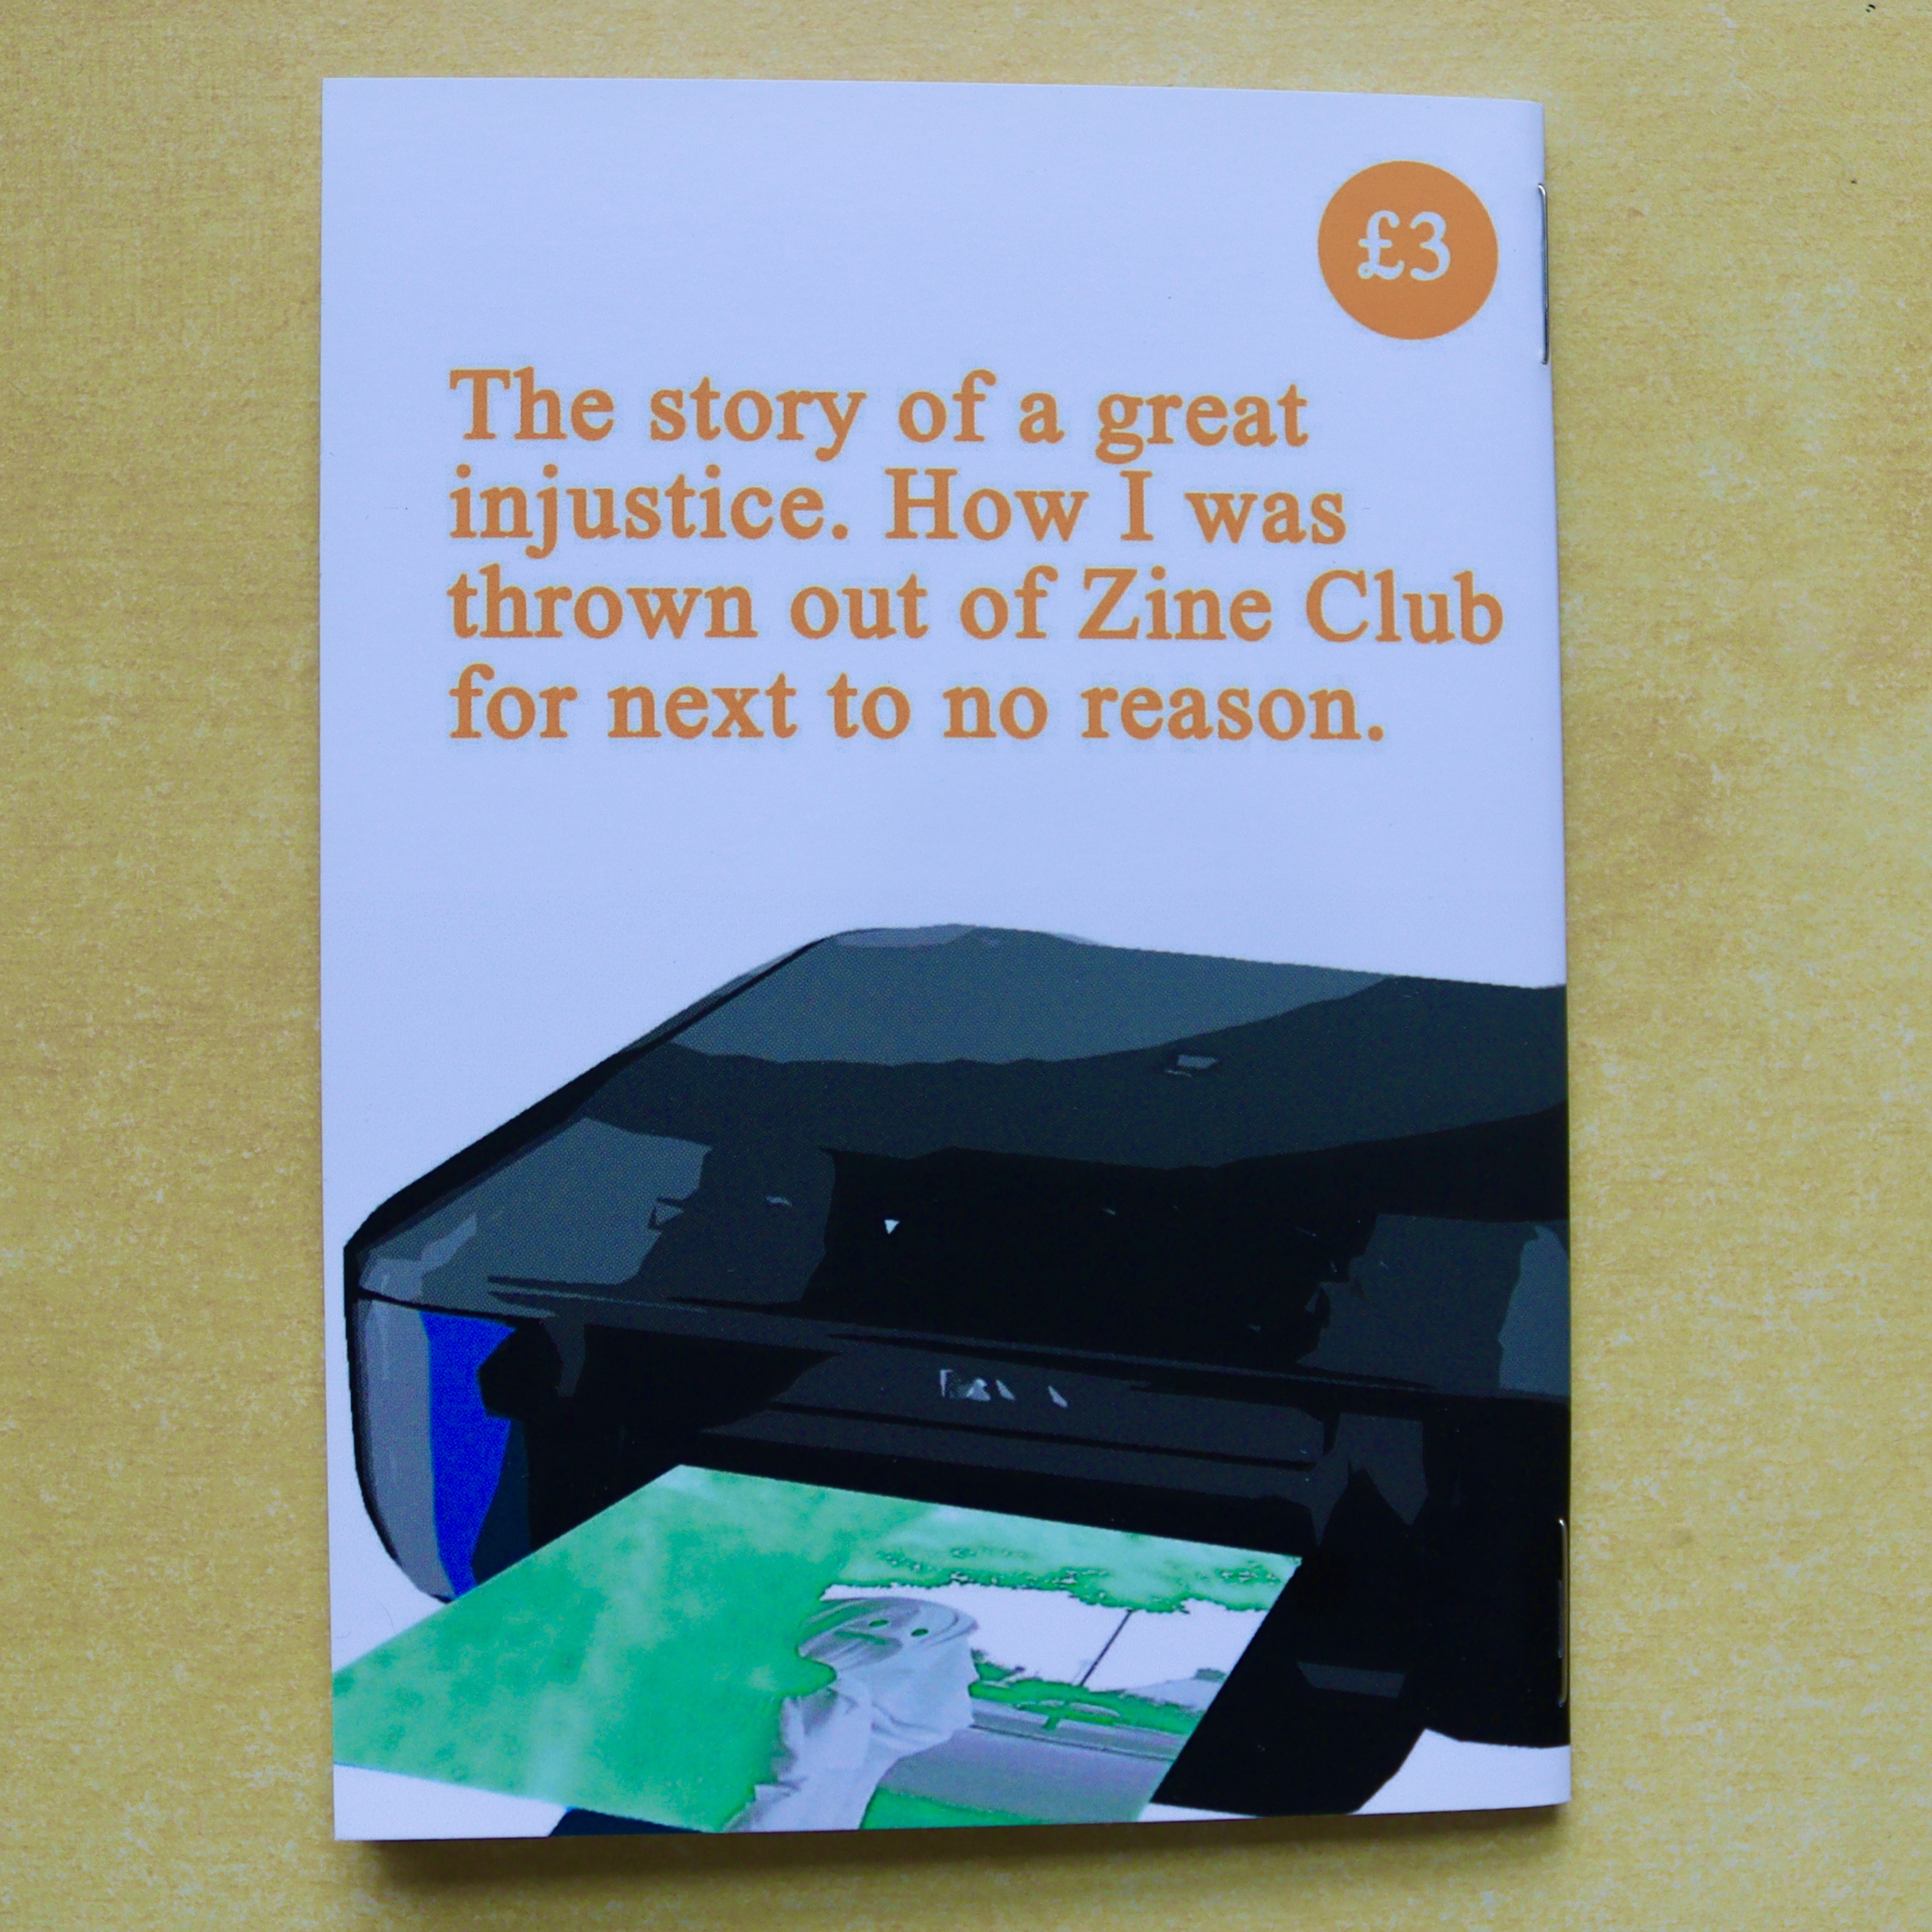 £3
The story of a great
injustice. How I was
thrown out of Zine Club
for next to no reason.